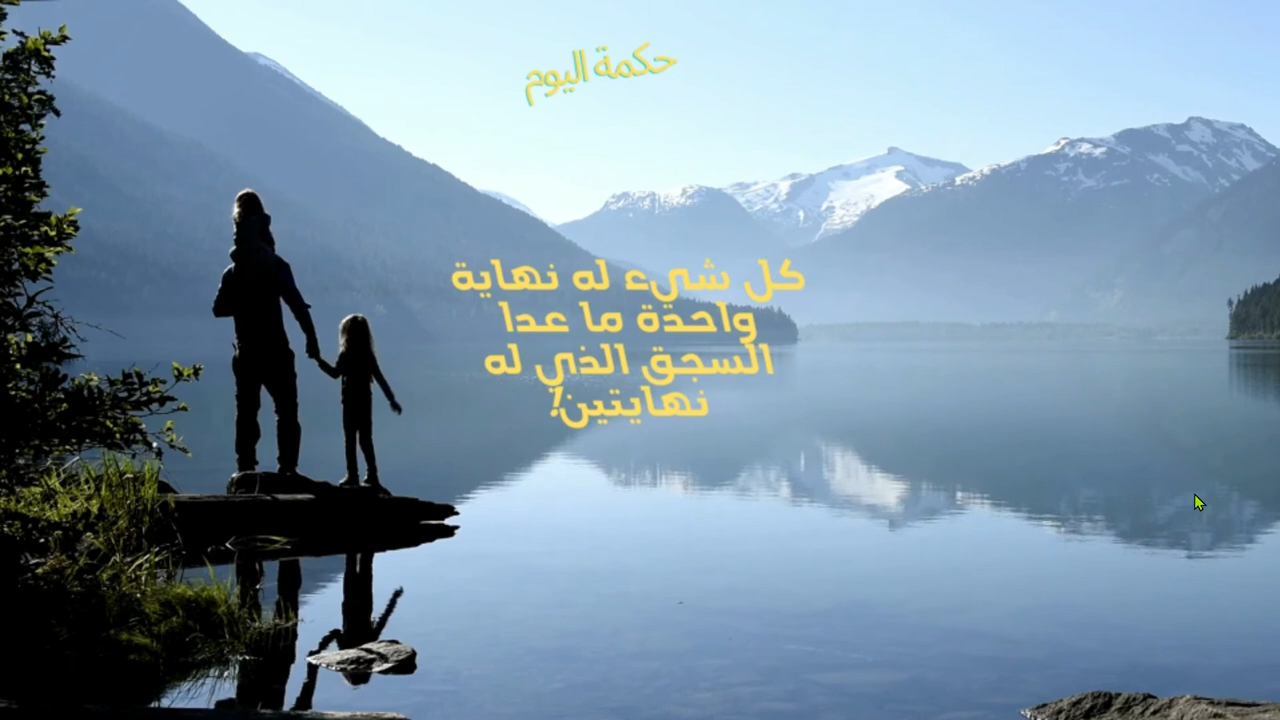 حكمة اليوم
كل شيء له نهاية
واحدة ما عدا
السجق الذي له
نهايتين!